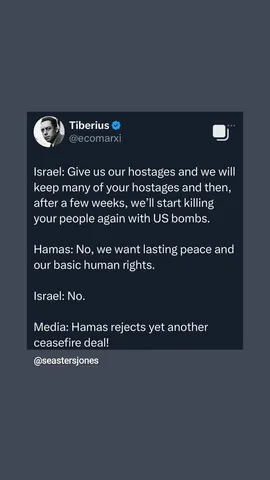 Tiberius
@ecomarxi
Israel: Give us our hostages and we will
keep many of your hostages and then,
after a few weeks, we’ll start killing
your people again with US bombs.
Hamas: No, we want lasting peace and
our basic human rights.
Israel: No.
Media: Hamas rejects yet another
ceasefire deal!
@seastersjones